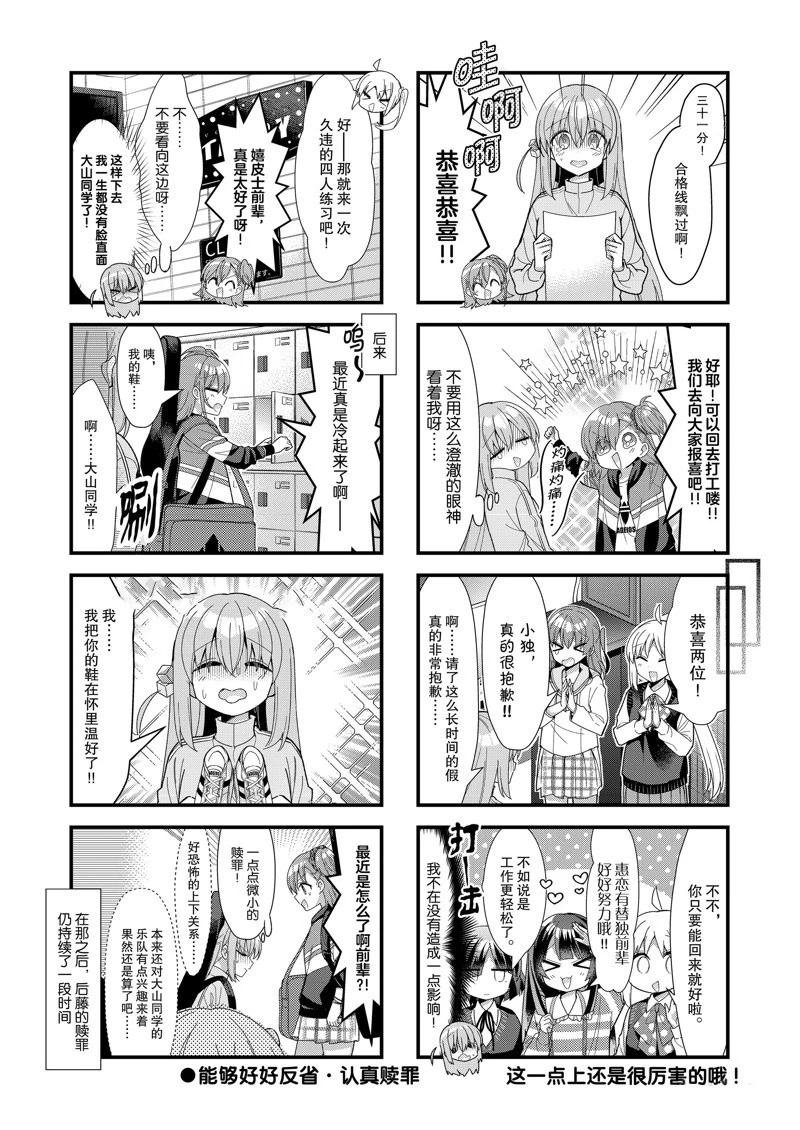 三十一分！
合格线飘过啊！
哇啊啊
恭喜恭喜!!
好耶！可以回去打工喽!!
我们去向大家报喜吧!!
灼痛灼痛……
AGEIOS
不要用这么澄澈的眼神
看着我呀……
恭喜两位！
小独，
真的很抱歉!!
啊……请了这么长时间的假
真的非常抱歉…
不不，
你只要能回来就好啦。
惠恋有替独前辈
好好努力哦!!
不如说是
工作更轻松了。
打击
我不在没有造成一点影响！
好——那就来一次
久违的四人练习吧！
嬉皮士前辈，
真是太好了呀！
CL
不……
不要看向这边呀…
这样下去
我一生都没有脸直面
大山同学了！
后来
呜～
最近真是冷起来了啊——
咦，
我的鞋…
唰
啊……大山同学!!
我……
我把你的鞋在怀里温好了!!
最近是怎么了啊前辈?!
一点点微小的
赎罪！
好恐怖的上下关系…
本来还对大山同学的
乐队有点兴趣来着
果然还是算了吧……
在那之后，后藤的赎罪
仍持续了一段时间
●能够好好反省·认真赎罪
这一点上还是很厉害的哦！